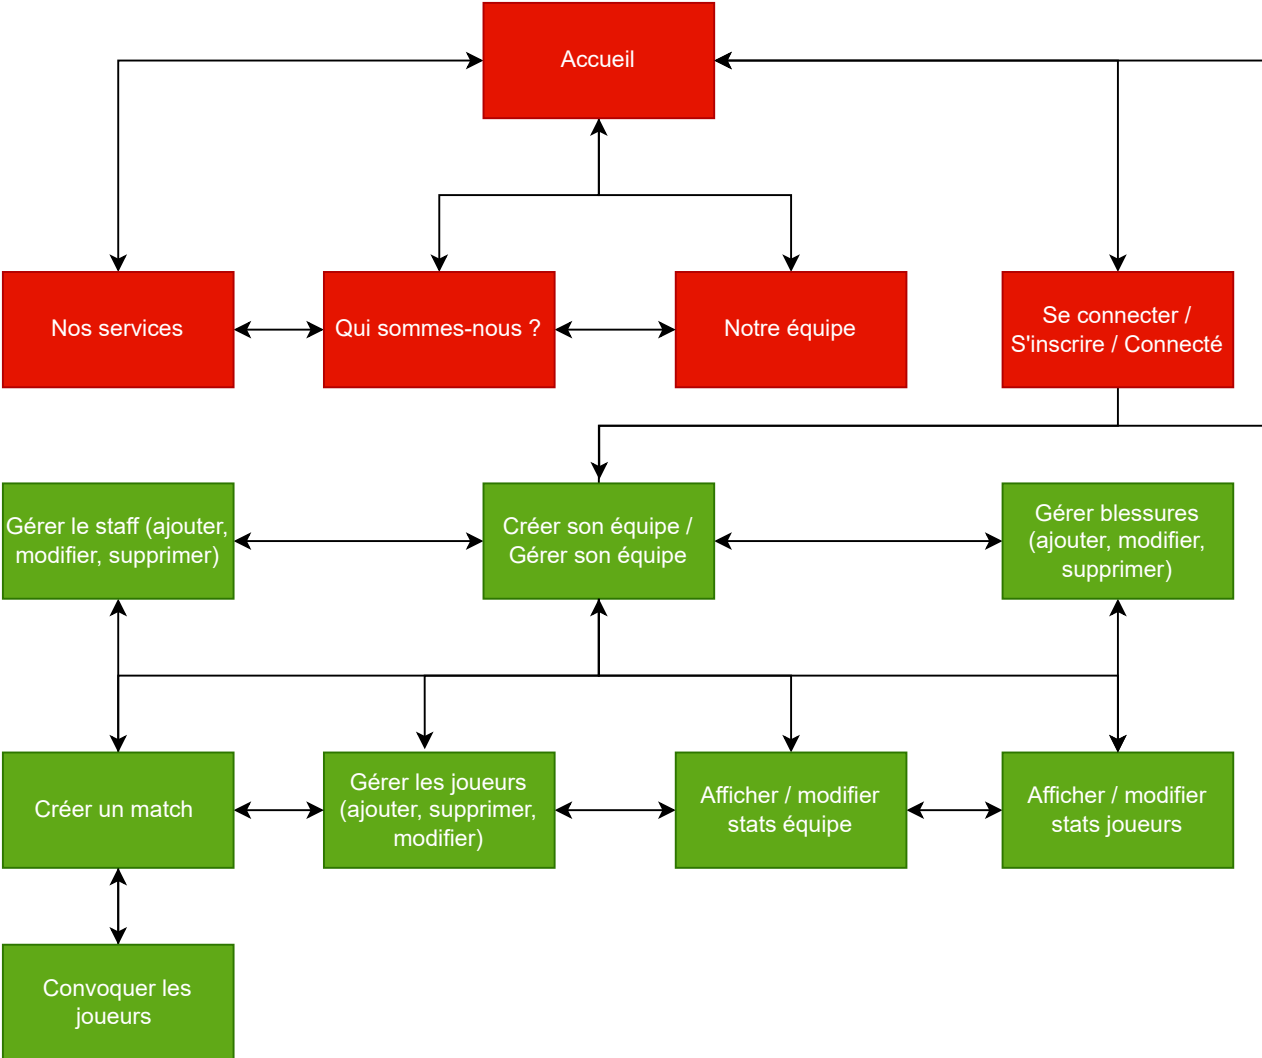 Accueil
Nos services
Qui sommes-nous ?
Notre équipe
Se connecter /
S'inscrire / Connecté
Gérer le staff (ajouter,
modifier, supprimer)
Créer son équipe /
Gérer son équipe
Gérer blessures
(ajouter, modifier,
supprimer)
Créer un match
Gérer les joueurs
(ajouter, supprimer,
modifier)
Afficher / modifier
stats équipe
Afficher / modifier
stats joueurs
Convoquer les
joueurs